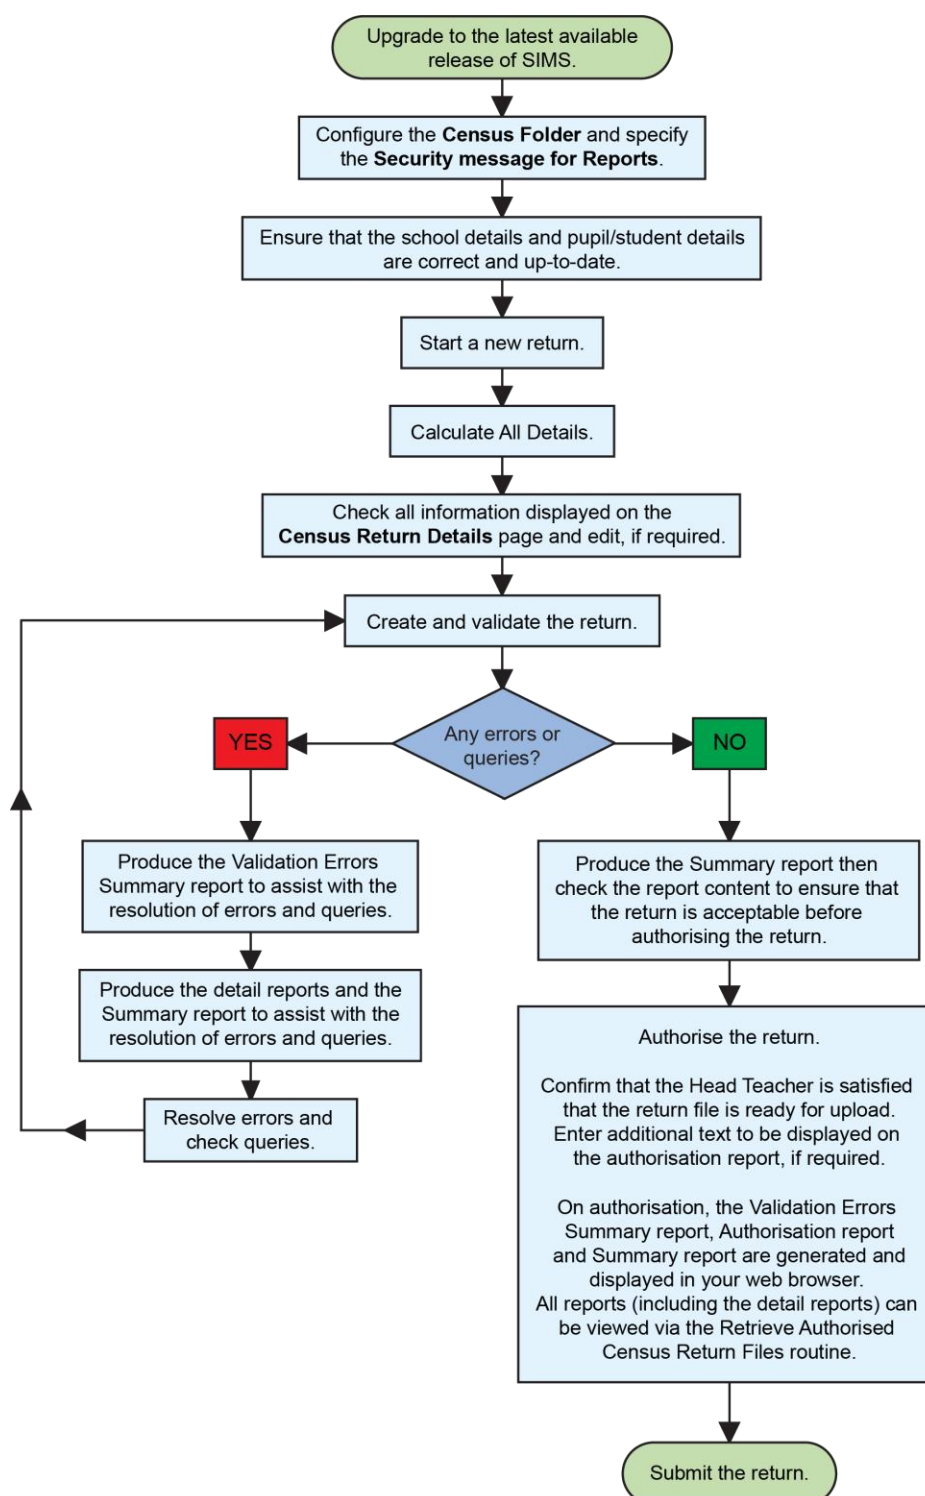 Upgrade to the latest available
release of SIMS.
Configure the Census Folder and specify
the Security message for Reports.
Ensure that the school details and pupil/student details
are correct and up-to-date.
Start a new return.
Calculate All Details.
Check all information displayed on the
Census Return Details page and edit, if required.
Create and validate the return.
Any errors or
queries?
YES
NO
Produce the Validation Errors
Summary report to assist with the
resolution of errors and queries.
Produce the detail reports and the
Summary report to assist with the
resolution of errors and queries.
Resolve errors and
check queries.
Produce the Summary report then
check the report content to ensure that
the return is acceptable before
authorising the return.
Authorise the return.
Confirm that the Head Teacher is satisfied
that the return file is ready for upload.
Enter additional text to be displayed on
the authorisation report, if required.
On authorisation, the Validation Errors
Summary report, Authorisation report
and Summary report are generated and
displayed in your web browser.
All reports (including the detail reports) can
be viewed via the Retrieve Authorised
Census Return Files routine.
Submit the return.